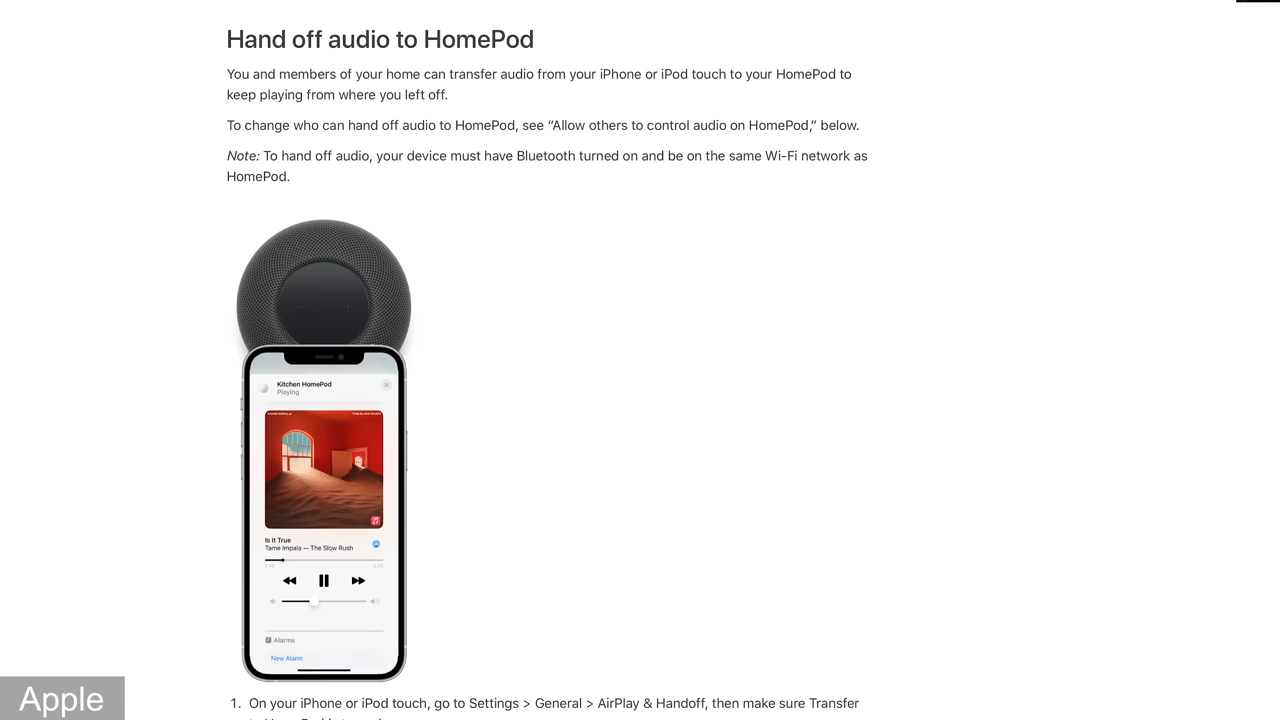 Hand off audio to HomePod
You and members of your home can transfer audio from your iPhone or iPod touch to your HomePod to
keep playing from where you left off.
To change who can hand off audio to HomePod, see “Allow others to control audio on HomePod,” below.
Note: To hand off audio, your device must have Bluetooth turned on and be on the same Wi-Fi network as
HomePod.
Kitchen HomePod
Playing
TAME IMPALA
THE SLOW RUSH
Is It True
Tame Impala — The Slow Rush
Alarms
New Alarm
1. On your iPhone or iPod touch, go to Settings > General > AirPlay & Handoff, then make sure Transfer
Apple